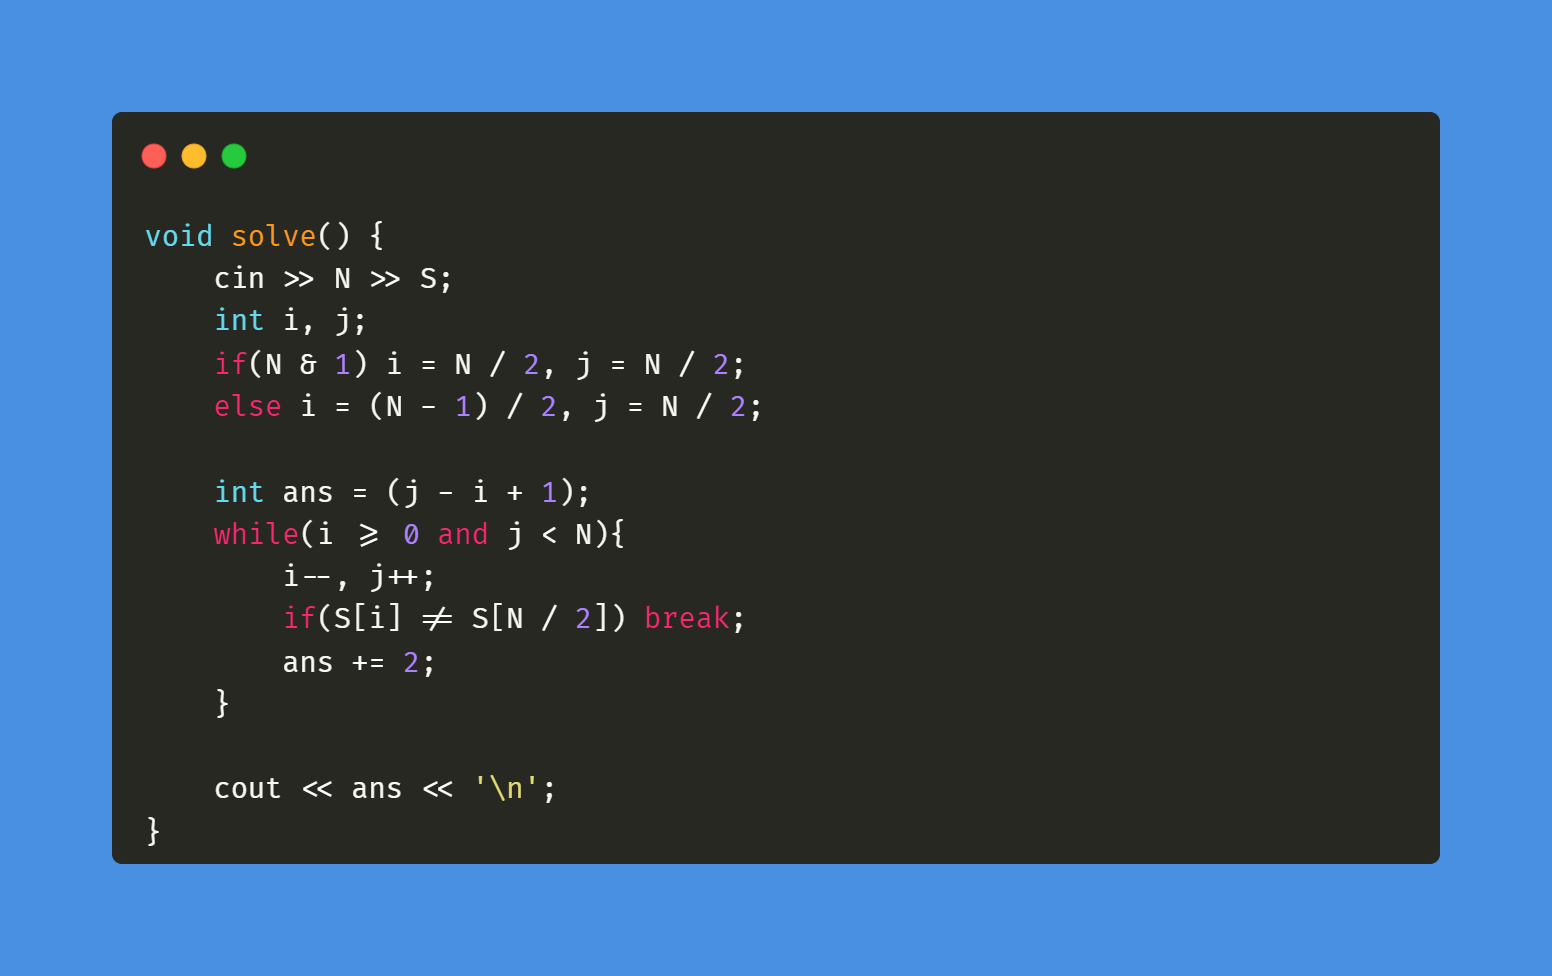 void solve() {
    cin >> N >> S;
    int i, j;
    if(N & 1) i = N / 2, j = N / 2;
    else i = (N - 1) / 2, j = N / 2;

    int ans = (j - i + 1);
    while(i >= 0 and j < N){
        i--, j++;
        if(S[i] != S[N / 2]) break;
        ans += 2;
    }

    cout << ans << '\n';
}